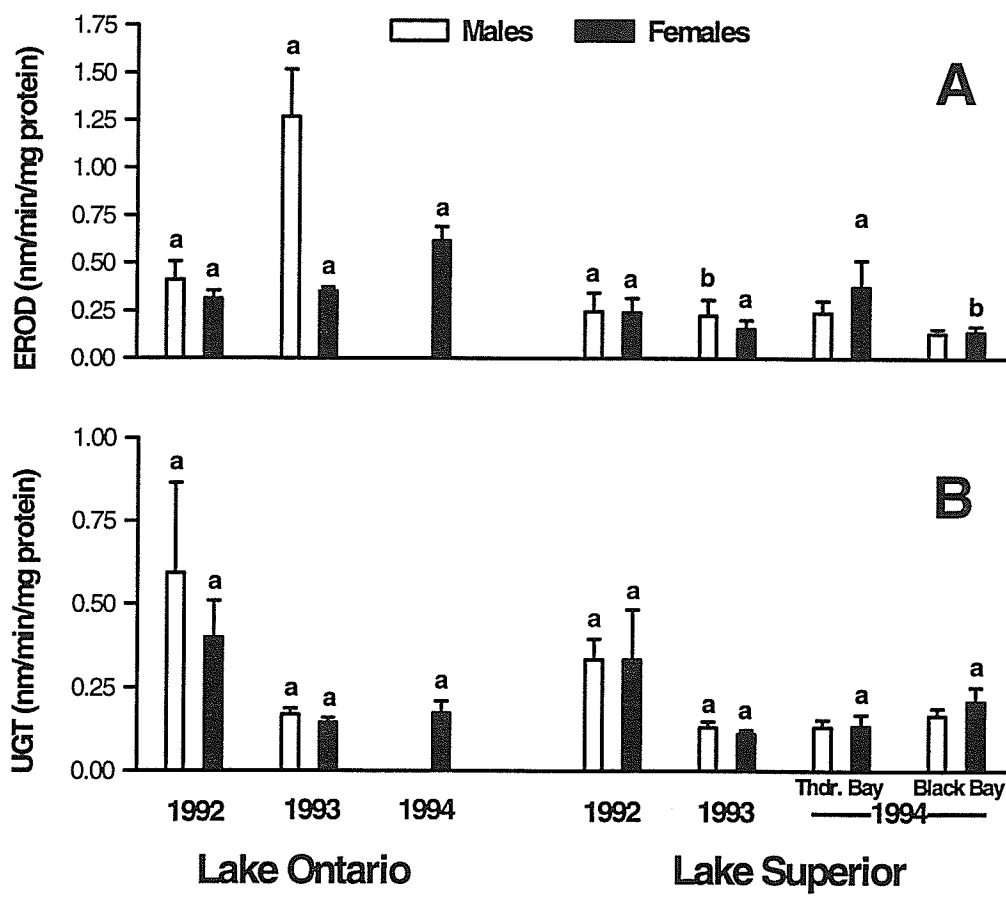 Males Females
A
EROD (nm/min/mg protein)
1.75
1.50
1.25
1.00
0.75
0.50
0.25
0.00
a a a a a a a b a a b
B
UGT (nm/min/mg protein)
1.00
0.75
0.50
0.25
0.00
a a a a a a a a a a a
Thdr. Bay Black Bay
1992 1993 1994 1992 1993 1994
Lake Ontario Lake Superior